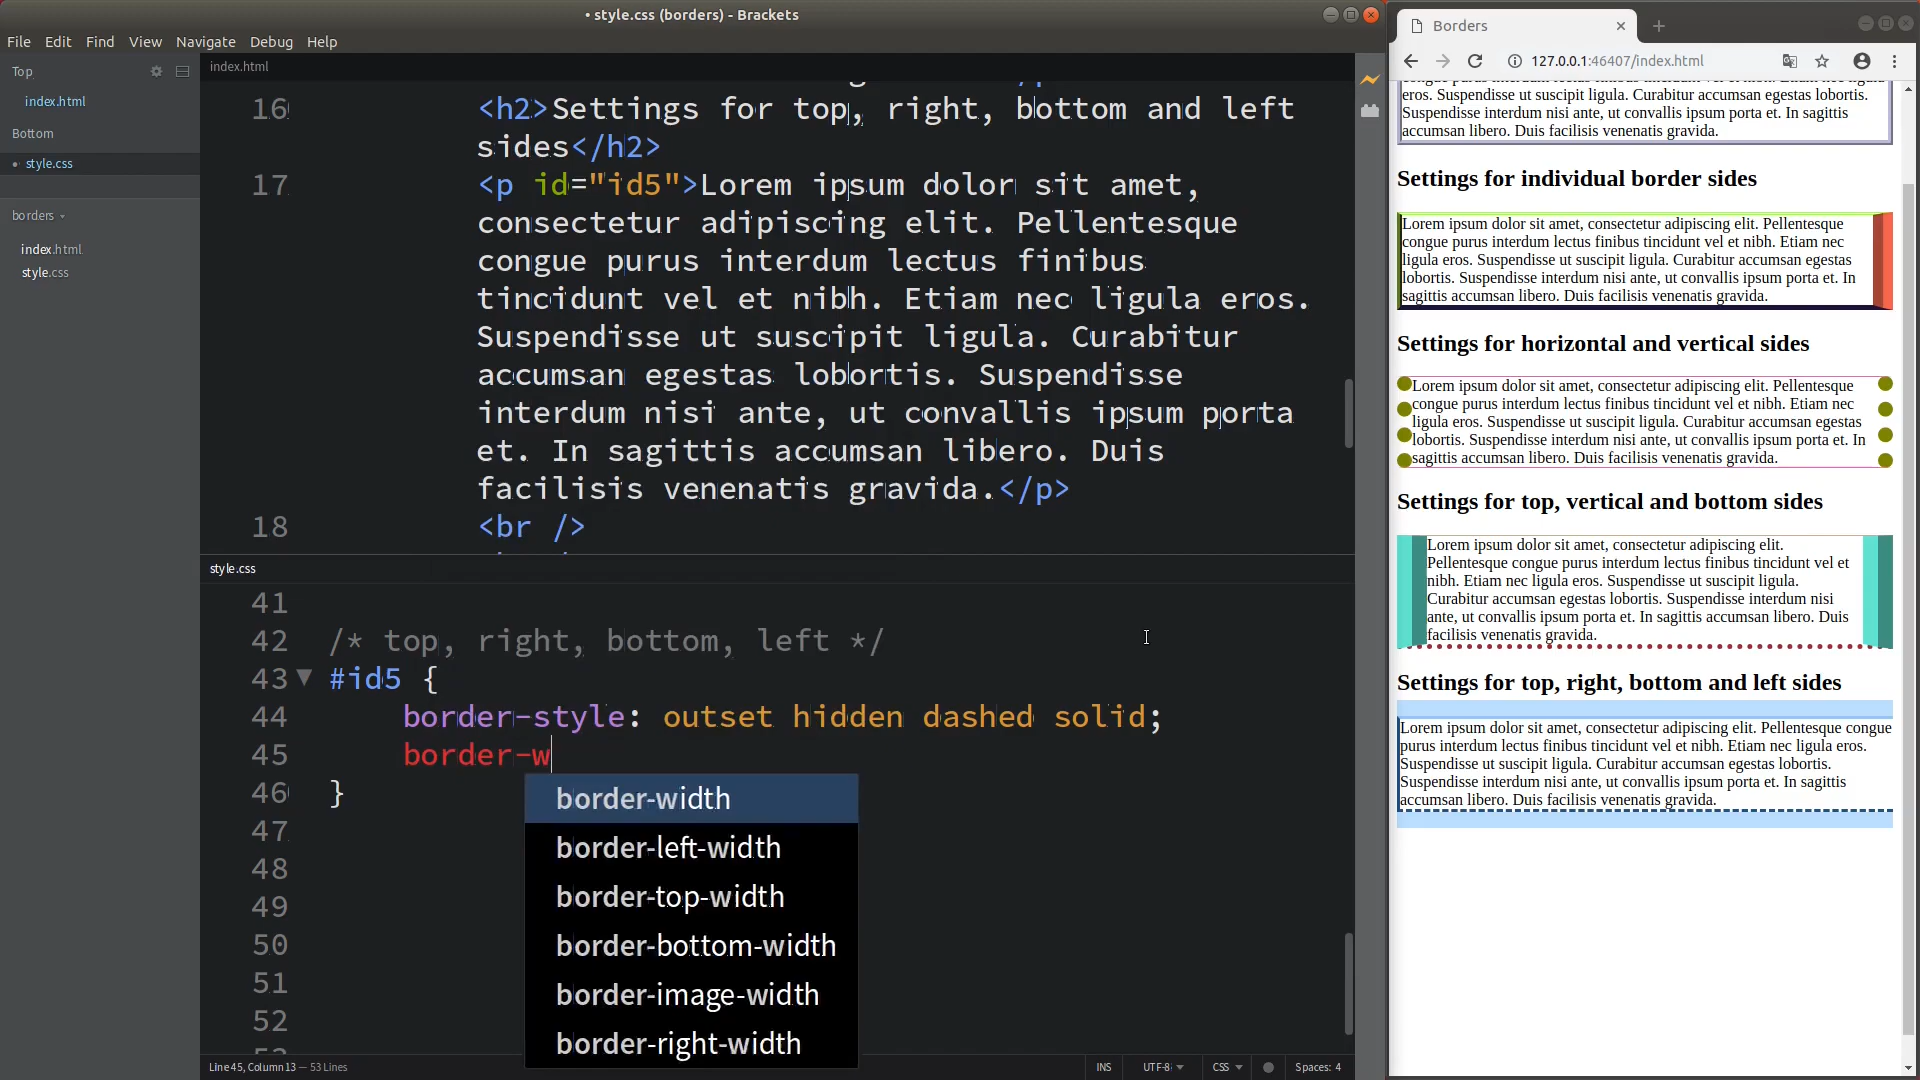 • style.css (borders) - Brackets
File Edit Find View Navigate Debug Help
Top
index.html
Bottom
• style.css
borders
index.html
style.css
index.html
16 <h2>Settings for top, right, bottom and left
sides</h2>
17 <p id="id5">Lorem ipsum dolor sit amet,
consectetur adipiscing elit. Pellentesque
congue purus interdum lectus finibus
tincidunt vel et nibh. Etiam nec ligula eros.
Suspendisse ut suscipit ligula. Curabitur
accumsan egestas lobortis. Suspendisse
interdum nisi ante, ut convallis ipsum porta
et. In sagittis accumsan libero. Duis
facilisis venenatis gravida.</p>
18 <br />
style.css
41
42 /* top, right, bottom, left */
43 #id5 {
44 border-style: outset hidden dashed solid;
45 border-w
46 }
border-width
border-left-width
border-top-width
border-bottom-width
border-image-width
border-right-width
47
48
49
50
51
52
Line 45, Column 13 — 53 Lines
INS UTF-8 CSS Spaces: 4
Borders
127.0.0.1:46407/index.html
eros. Suspendisse ut suscipit ligula. Curabitur accumsan egestas lobortis.
Suspendisse interdum nisi ante, ut convallis ipsum porta et. In sagittis
accumsan libero. Duis facilisis venenatis gravida.
Settings for individual border sides
Lorem ipsum dolor sit amet, consectetur adipiscing elit. Pellentesque
congue purus interdum lectus finibus tincidunt vel et nibh. Etiam nec
ligula eros. Suspendisse ut suscipit ligula. Curabitur accumsan egestas
lobortis. Suspendisse interdum nisi ante, ut convallis ipsum porta et. In
sagittis accumsan libero. Duis facilisis venenatis gravida.
Settings for horizontal and vertical sides
Lorem ipsum dolor sit amet, consectetur adipiscing elit. Pellentesque
congue purus interdum lectus finibus tincidunt vel et nibh. Etiam nec
ligula eros. Suspendisse ut suscipit ligula. Curabitur accumsan egestas
lobortis. Suspendisse interdum nisi ante, ut convallis ipsum porta et. In
sagittis accumsan libero. Duis facilisis venenatis gravida.
Settings for top, vertical and bottom sides
Lorem ipsum dolor sit amet, consectetur adipiscing elit.
Pellentesque congue purus interdum lectus finibus tincidunt vel et
nibh. Etiam nec ligula eros. Suspendisse ut suscipit ligula.
Curabitur accumsan egestas lobortis. Suspendisse interdum nisi
ante, ut convallis ipsum porta et. In sagittis accumsan libero. Duis
facilisis venenatis gravida.
Settings for top, right, bottom and left sides
Lorem ipsum dolor sit amet, consectetur adipiscing elit. Pellentesque congue
purus interdum lectus finibus tincidunt vel et nibh. Etiam nec ligula eros.
Suspendisse ut suscipit ligula. Curabitur accumsan egestas lobortis.
Suspendisse interdum nisi ante, ut convallis ipsum porta et. In sagittis
accumsan libero. Duis facilisis venenatis gravida.